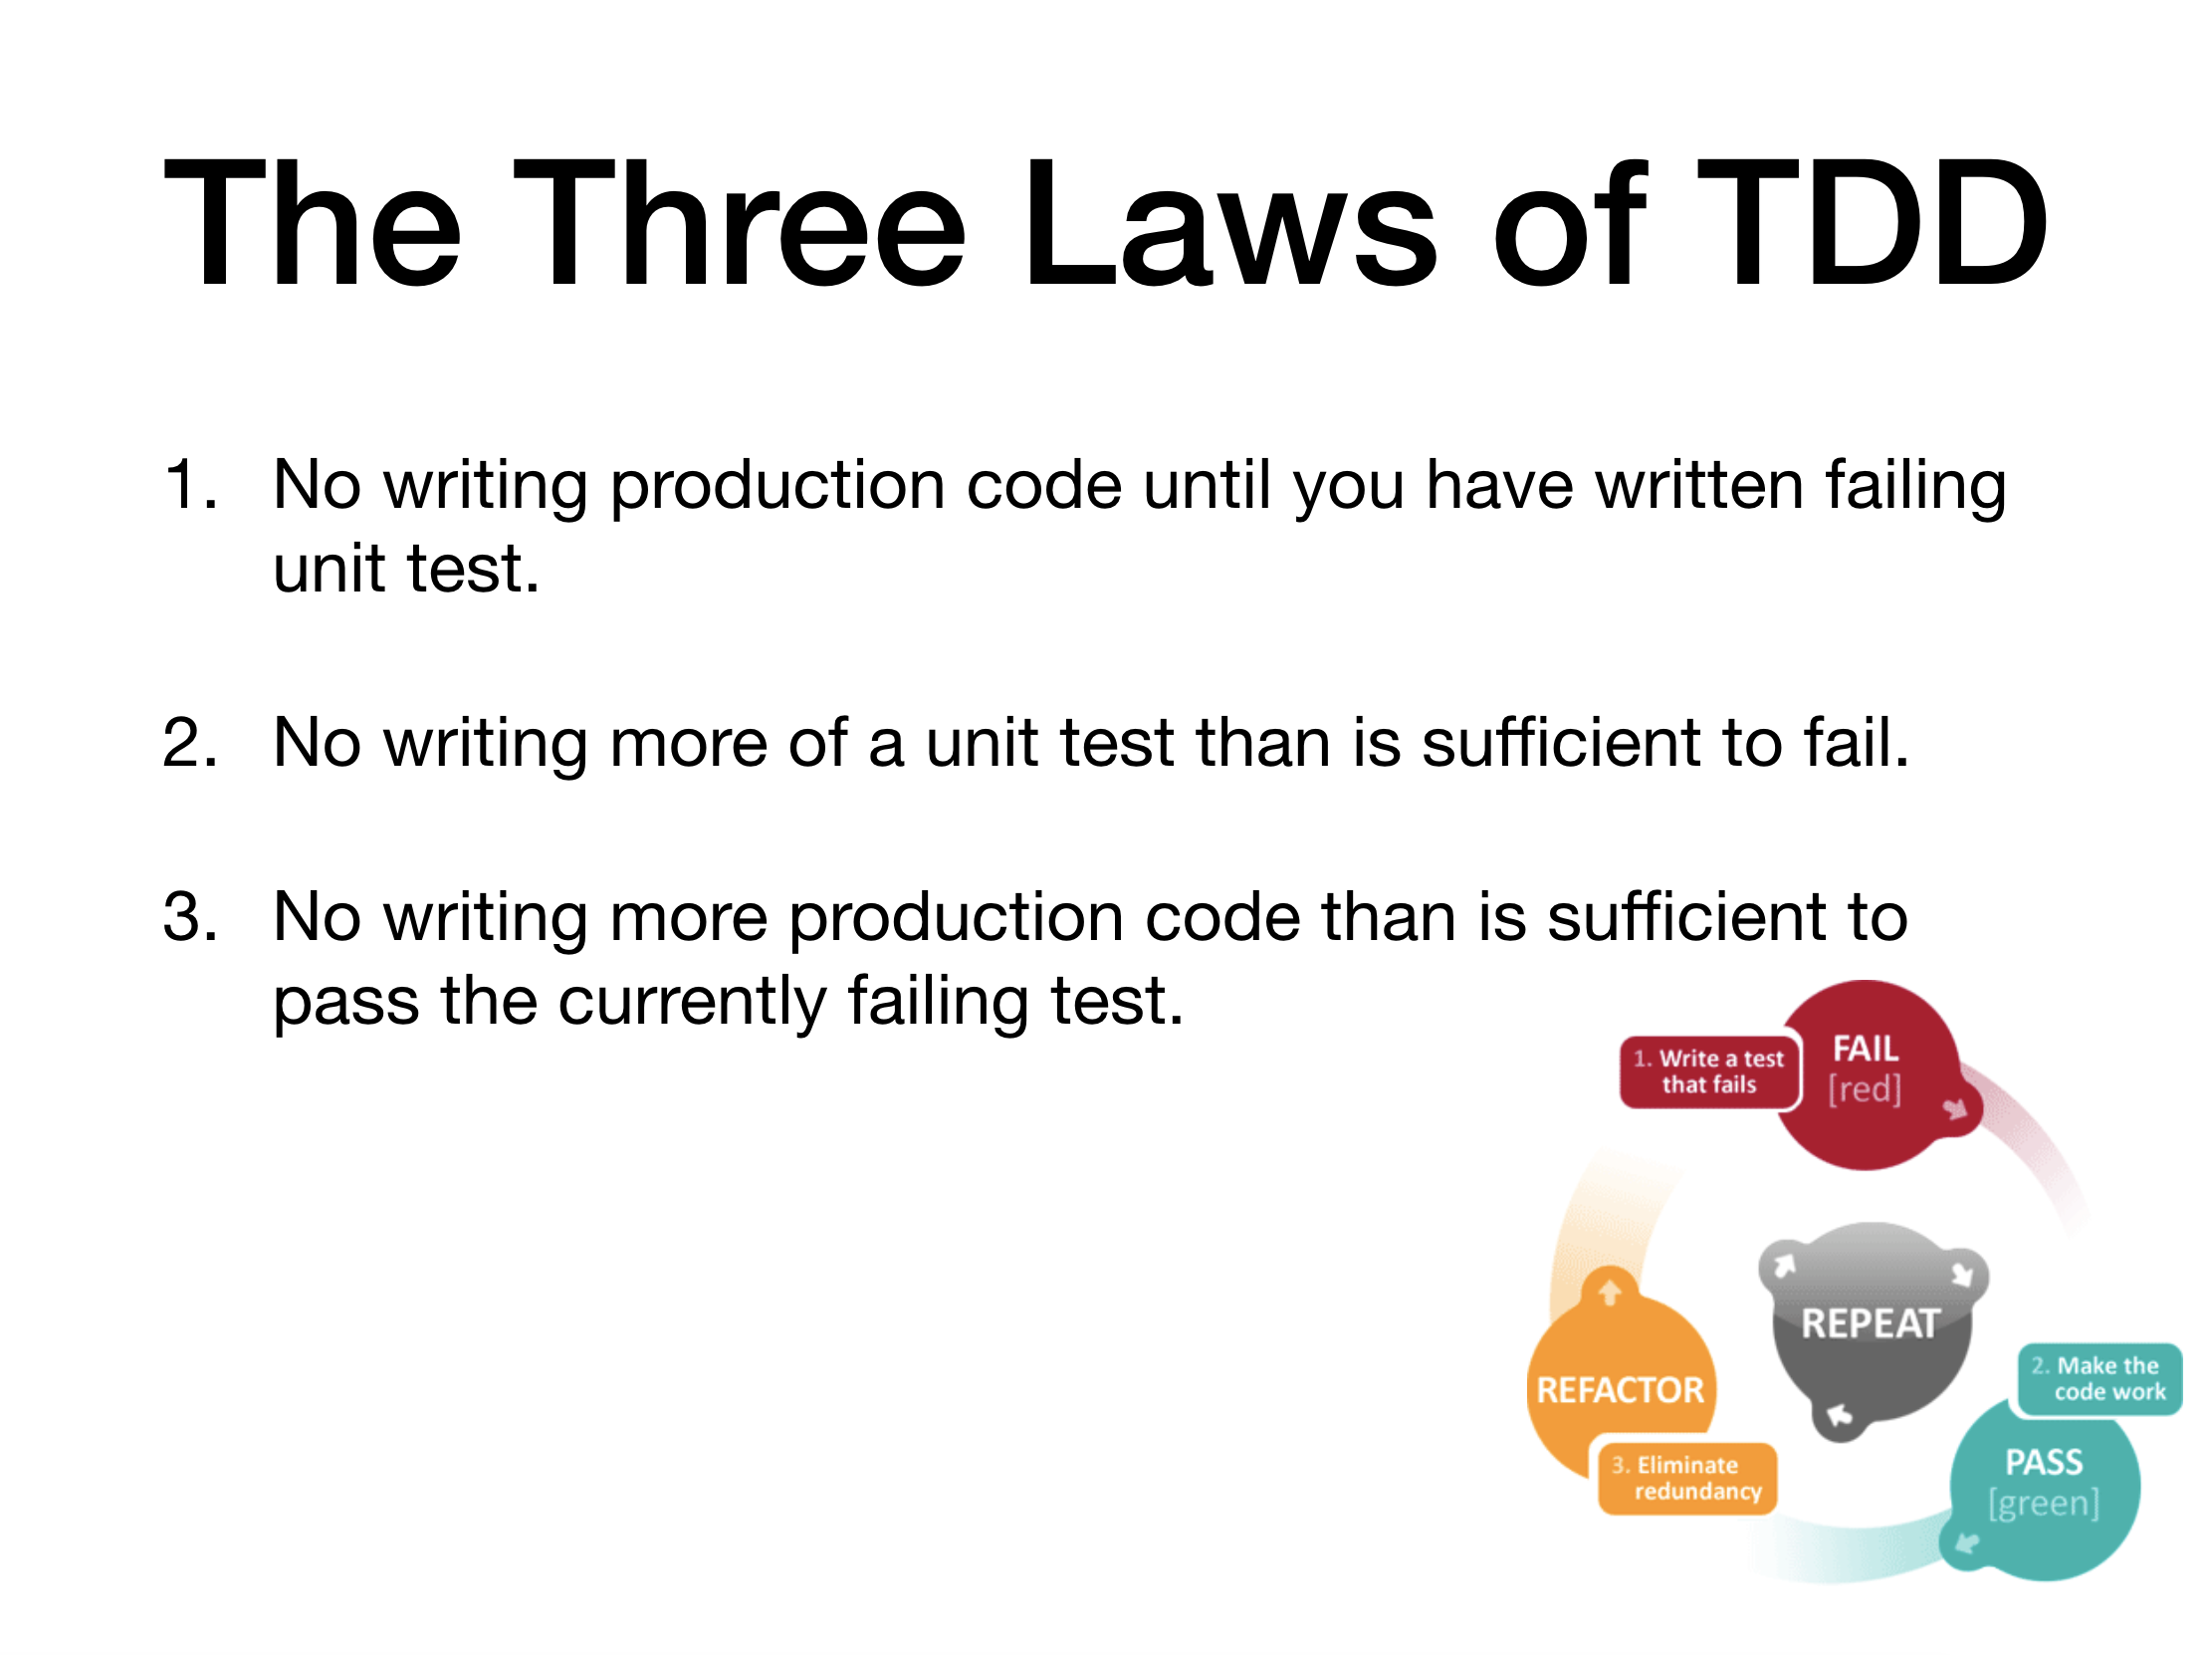 The Three Laws of TDD
1. No writing production code until you have written failing
unit test.
2. No writing more of a unit test than is sufficient to fail.
3. No writing more production code than is sufficient to
pass the currently failing test.
1. Write a test
that fails
FAIL
[red]
REPEAT
2. Make the
code work
PASS
[green]
REFACTOR
3. Eliminate
redundancy